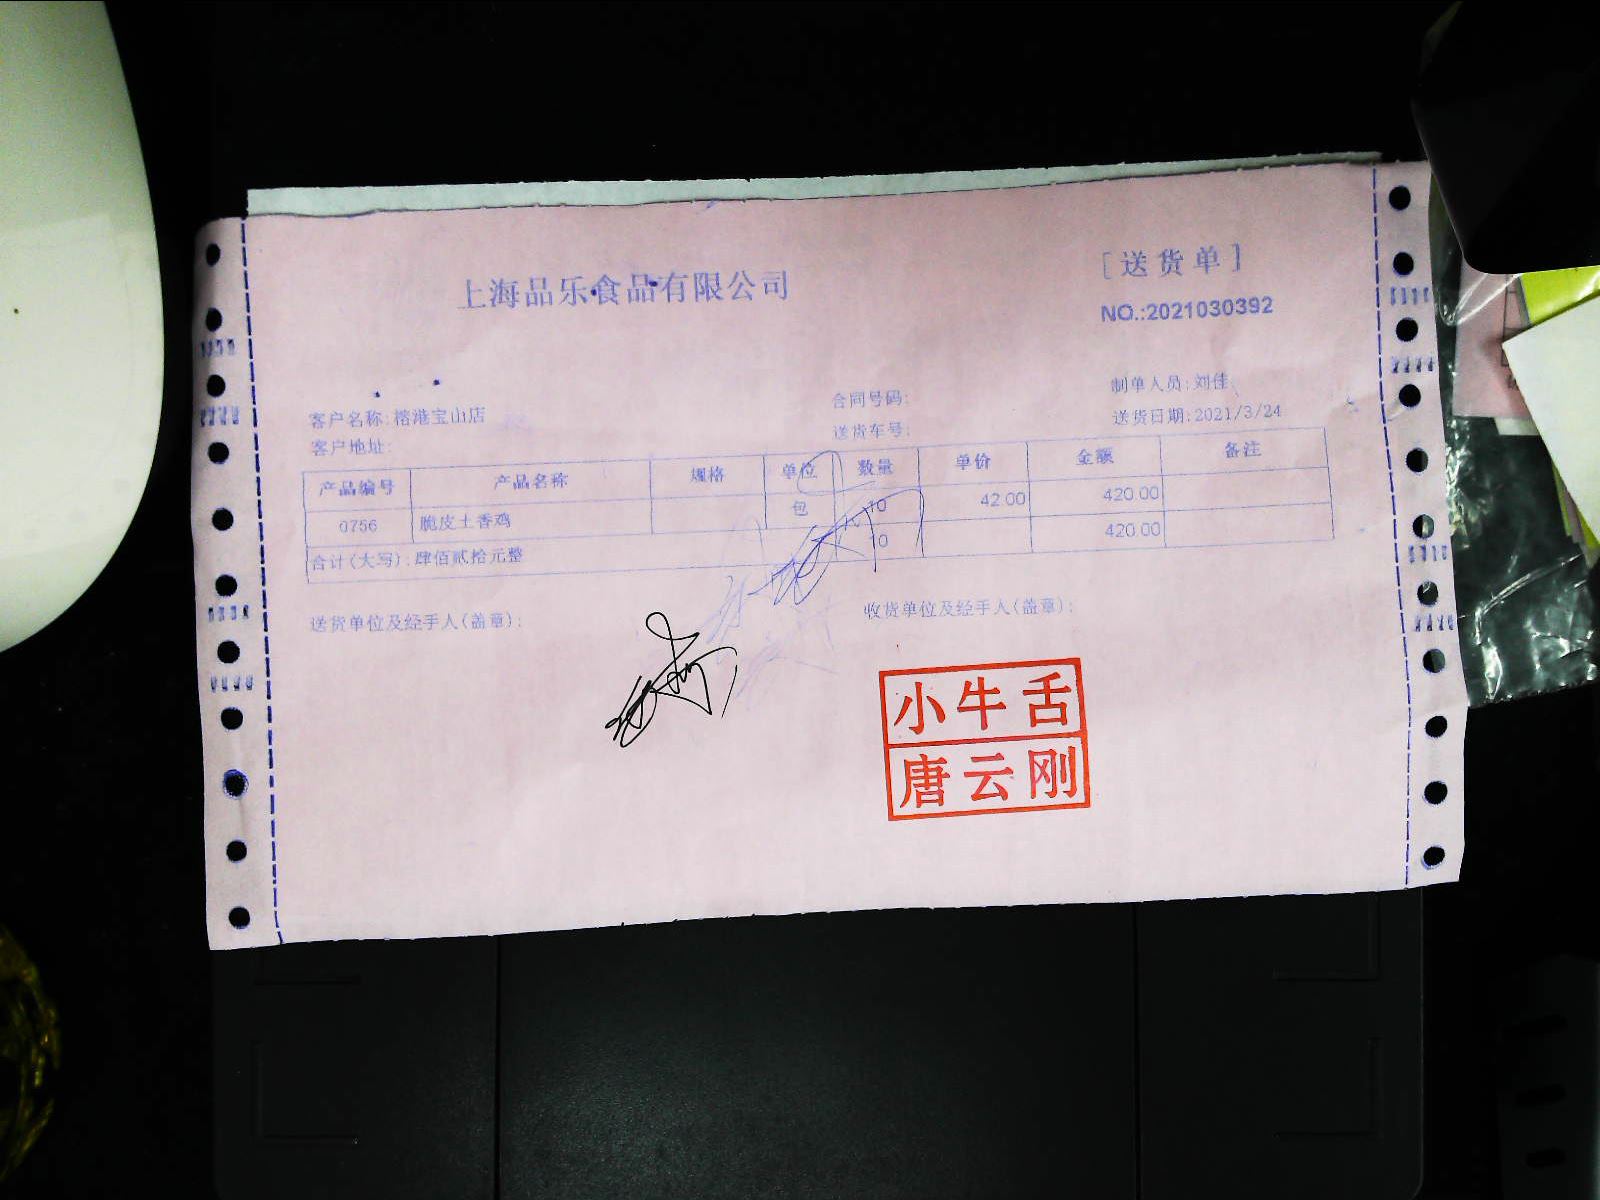 上海品乐食品有限公司
[送货单]
NO.:2021030392
制单人员:刘佳
客户名称:榕港宝山店
合同号码:
送货日期:2021/3/24
客户地址:
送货车号:
产品编号 产品名称 规格 单位 数量 单价 金额 备注
0756 脆皮土香鸡 包 10 42.00 420.00
合计(大写):肆佰贰拾元整 10 420.00
送货单位及经手人(盖章):
收货单位及经手人(盖章):
小牛舌
唐云刚